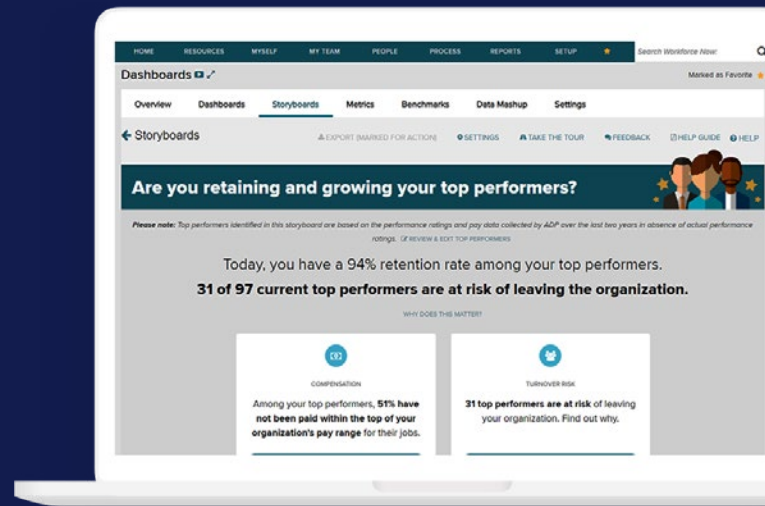 HOME RESOURCES MYSELF MY TEAM PEOPLE PROCESS REPORTS SETUP Search Workforce Now:
Dashboards Marked as Favorite
Overview Dashboards Storyboards Metrics Benchmarks Data Mashup Settings
Storyboards EXPORT (MARKED FOR ACTION) SETTINGS TAKE THE TOUR FEEDBACK HELP GUIDE HELP
Are you retaining and growing your top performers?
Please note: Top performers identified in this storyboard are based on the performance ratings and pay data collected by ADP over the last two years in absence of actual performance
ratings. REVIEW & EDIT TOP PERFORMERS
Today, you have a 94% retention rate among your top performers.
31 of 97 current top performers are at risk of leaving the organization.
WHY DOES THIS MATTER?
COMPENSATION
Among your top performers, 51% have
not been paid within the top of your
organization's pay range for their jobs.
TURNOVER RISK
31 top performers are at risk of leaving
your organization. Find out why.